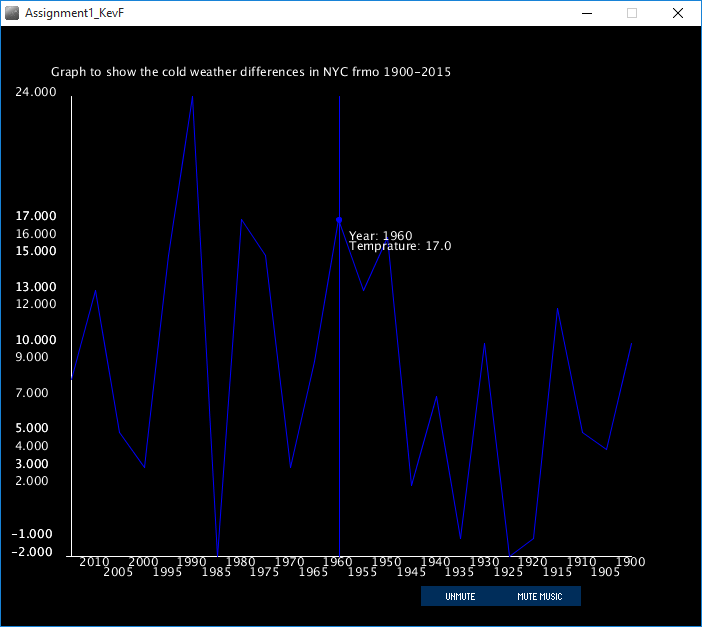 Assignment1_KevF
Graph to show the cold weather differences in NYC frmo 1900-2015
24.000
17.000
16.000
15.000
13.000
12.000
10.000
9.000
7.000
5.000
4.000
3.000
2.000
-1.000
-2.000
Year: 1960
Temprature: 17.0
2010 2000 1990 1980 1970 1960 1950 1940 1930 1920 1910 1900
2005 1995 1985 1975 1965 1955 1945 1935 1925 1915 1905
UNMUTE MUTE MUSIC